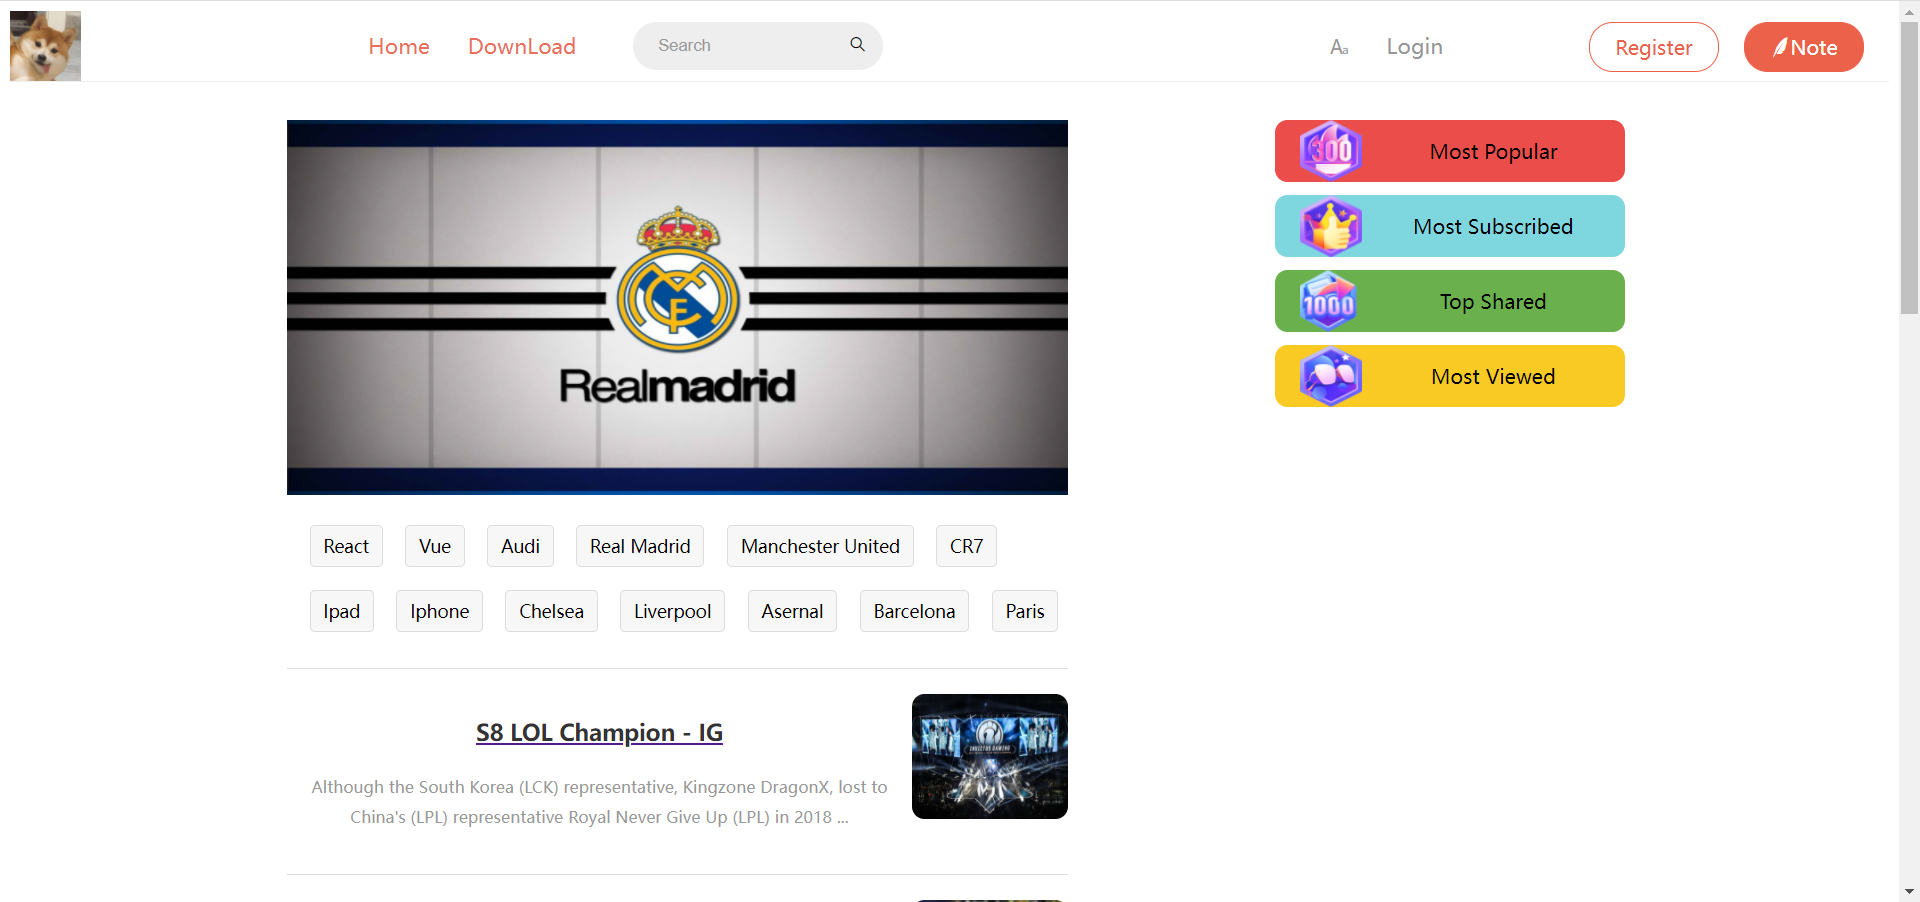 Home DownLoad Search Aa Login Register Note
Realmadrid
300 Most Popular
Most Subscribed
1000 Top Shared
Most Viewed
React Vue Audi Real Madrid Manchester United CR7
Ipad Iphone Chelsea Liverpool Asernal Barcelona Paris
S8 LOL Champion - IG
Although the South Korea (LCK) representative, Kingzone DragonX, lost to
China's (LPL) representative Royal Never Give Up (LPL) in 2018 ...
INVICTUS GAMING